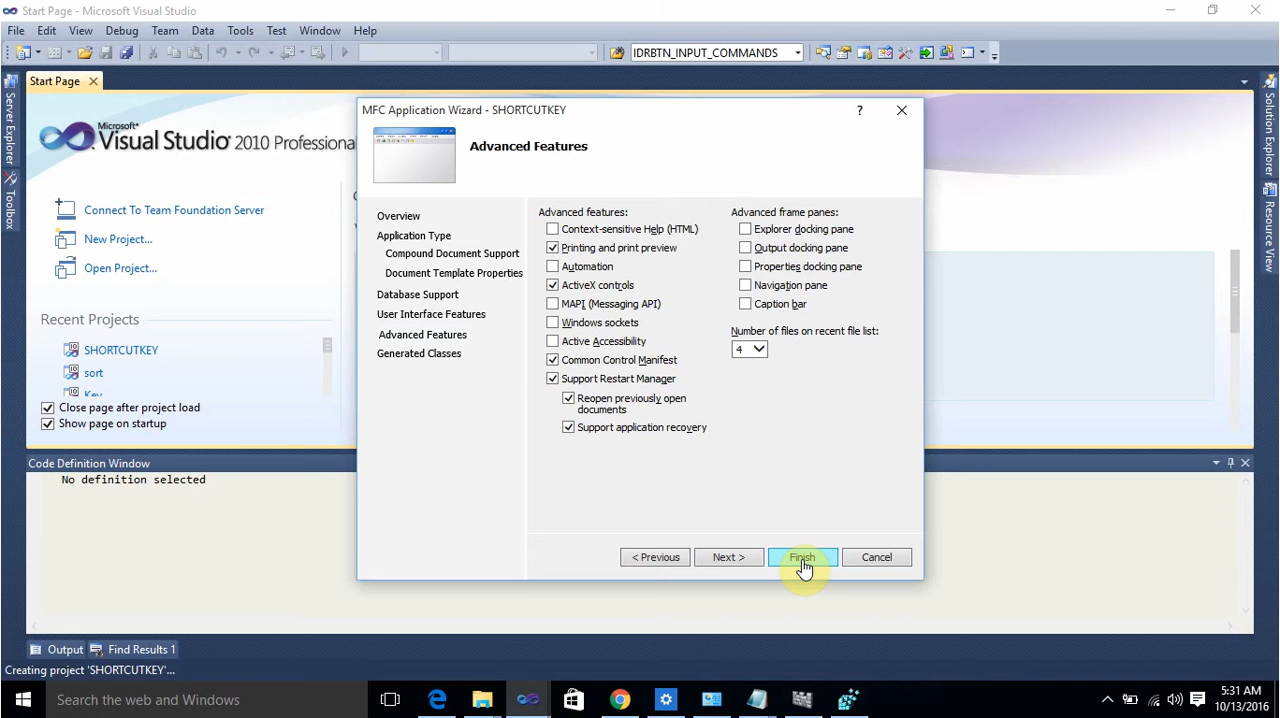 Start Page - Microsoft Visual Studio
File Edit View Debug Team Data Tools Test Window Help
IDRBTN_INPUT_COMMANDS
Start Page
Server Explorer
Toolbox
Solution Explorer
Resource View
Microsoft
Visual Studio 2010 Professional
Connect To Team Foundation Server
New Project...
Open Project...
Recent Projects
SHORTCUTKEY
sort
Key
Close page after project load
Show page on startup
MFC Application Wizard - SHORTCUTKEY
?
Advanced Features
Overview
Application Type
Compound Document Support
Document Template Properties
Database Support
User Interface Features
Advanced Features
Generated Classes
Advanced features:
Context-sensitive Help (HTML)
Printing and print preview
Automation
ActiveX controls
MAPI (Messaging API)
Windows sockets
Active Accessibility
Common Control Manifest
Support Restart Manager
Reopen previously open
documents
Support application recovery
Advanced frame panes:
Explorer docking pane
Output docking pane
Properties docking pane
Navigation pane
Caption bar
Number of files on recent file list:
4
< Previous Next > Finish Cancel
Code Definition Window
No definition selected
Output Find Results 1
Creating project 'SHORTCUTKEY'...
Search the web and Windows
5:31 AM
10/13/2016